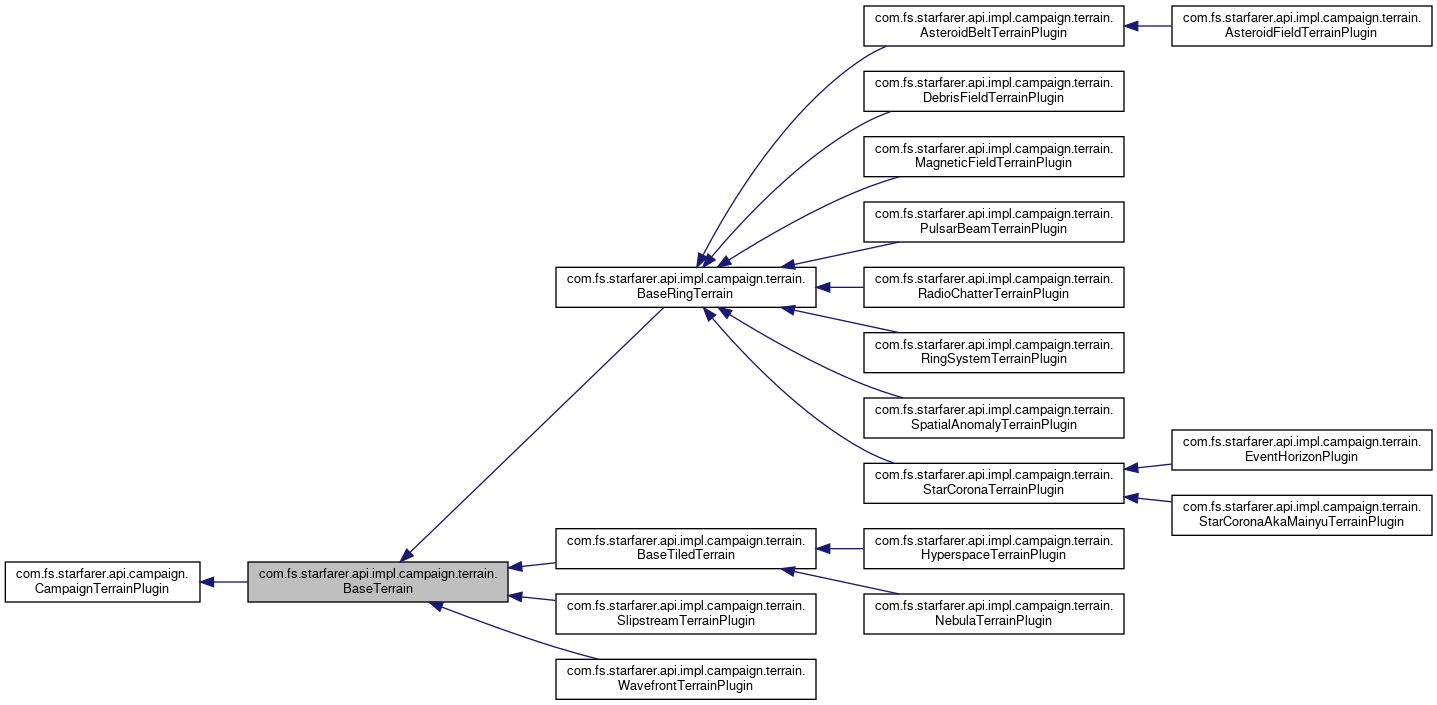 com.fs.starfarer.api.impl.campaign.terrain.
AsteroidBeltTerrainPlugin
com.fs.starfarer.api.impl.campaign.terrain.
AsteroidFieldTerrainPlugin
com.fs.starfarer.api.impl.campaign.terrain.
DebrisFieldTerrainPlugin
com.fs.starfarer.api.impl.campaign.terrain.
MagneticFieldTerrainPlugin
com.fs.starfarer.api.impl.campaign.terrain.
PulsarBeamTerrainPlugin
com.fs.starfarer.api.impl.campaign.terrain.
BaseRingTerrain
com.fs.starfarer.api.impl.campaign.terrain.
RadioChatterTerrainPlugin
com.fs.starfarer.api.impl.campaign.terrain.
RingSystemTerrainPlugin
com.fs.starfarer.api.impl.campaign.terrain.
SpatialAnomalyTerrainPlugin
com.fs.starfarer.api.impl.campaign.terrain.
StarCoronaTerrainPlugin
com.fs.starfarer.api.impl.campaign.terrain.
EventHorizonPlugin
com.fs.starfarer.api.impl.campaign.terrain.
StarCoronaAkaMainyuTerrainPlugin
com.fs.starfarer.api.campaign.
CampaignTerrainPlugin
com.fs.starfarer.api.impl.campaign.terrain.
BaseTerrain
com.fs.starfarer.api.impl.campaign.terrain.
BaseTiledTerrain
com.fs.starfarer.api.impl.campaign.terrain.
HyperspaceTerrainPlugin
com.fs.starfarer.api.impl.campaign.terrain.
SlipstreamTerrainPlugin
com.fs.starfarer.api.impl.campaign.terrain.
NebulaTerrainPlugin
com.fs.starfarer.api.impl.campaign.terrain.
WavefrontTerrainPlugin